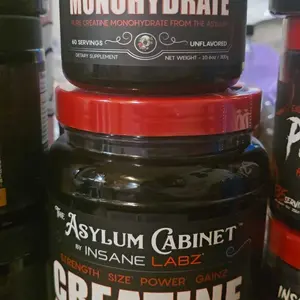 MONOHYDRATE
PURE CREATINE MONOHYDRATE FROM THE ASYLUM
60 SERVINGS
UNFLAVORED
DIETARY SUPPLEMENT
The ASYLUM CABINET™
BY INSANE LABZ
STRENGTH SIZE POWER GAINZ
CREATINE